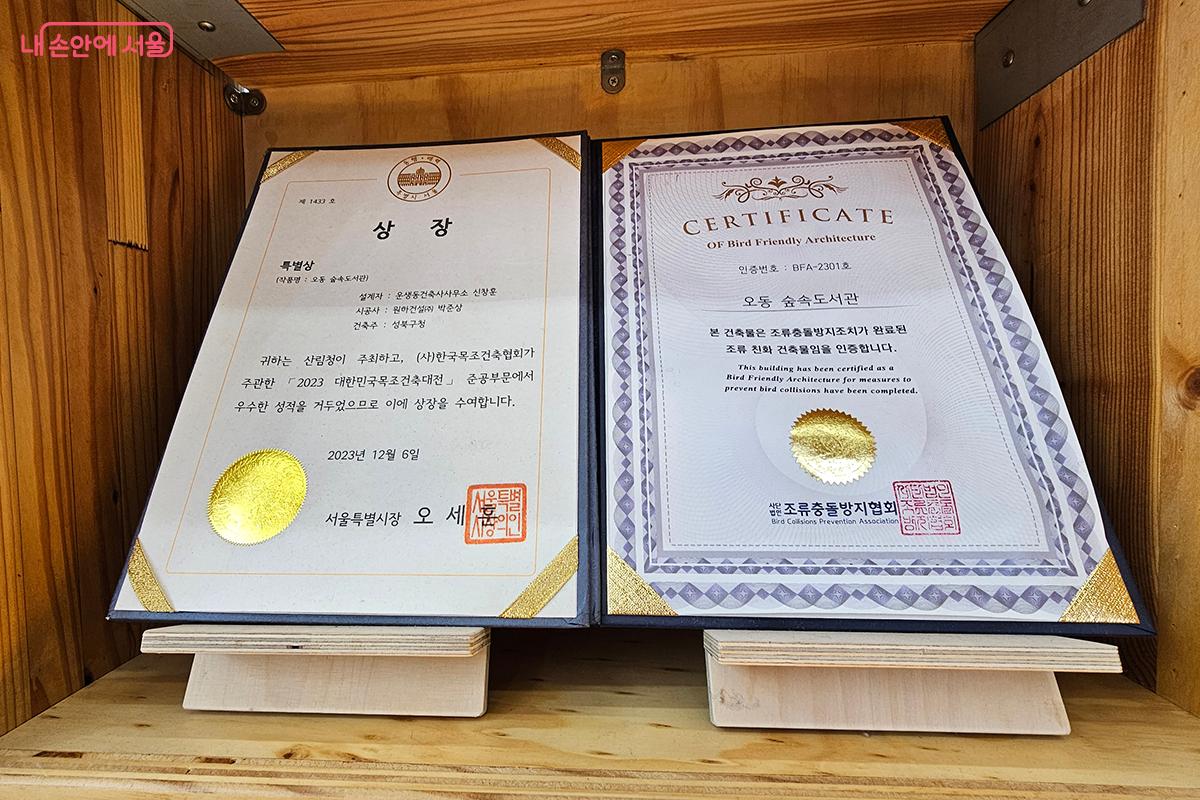 내 손안에 서울
제 1433 호
상 장
특별상
(작품명 : 오동 숲속도서관)
설계자 : 운생동건축사사무소 신창훈
시공사 : 원하건설㈜ 박준상
건축주 : 성북구청
귀하는 산림청이 주최하고, (사)한국목조건축협회가
주관한 「2023 대한민국목조건축대전」 준공부문에서
우수한 성적을 거두었으므로 이에 상장을 수여합니다.
2023년 12월 6일
서울특별시장 오 세 훈
서울특별
시장의인
CERTIFICATE
OF Bird Friendly Architecture
인증번호 : BFA-2301호
오동 숲속도서관
본 건축물은 조류충돌방지조치가 완료된
조류 친화 건축물임을 인증합니다.
This building has been certified as a
Bird Friendly Architecture for measures to
prevent bird collisions have been completed.
사단법인 조류충돌방지협회
Bird Collisions Prevention Association